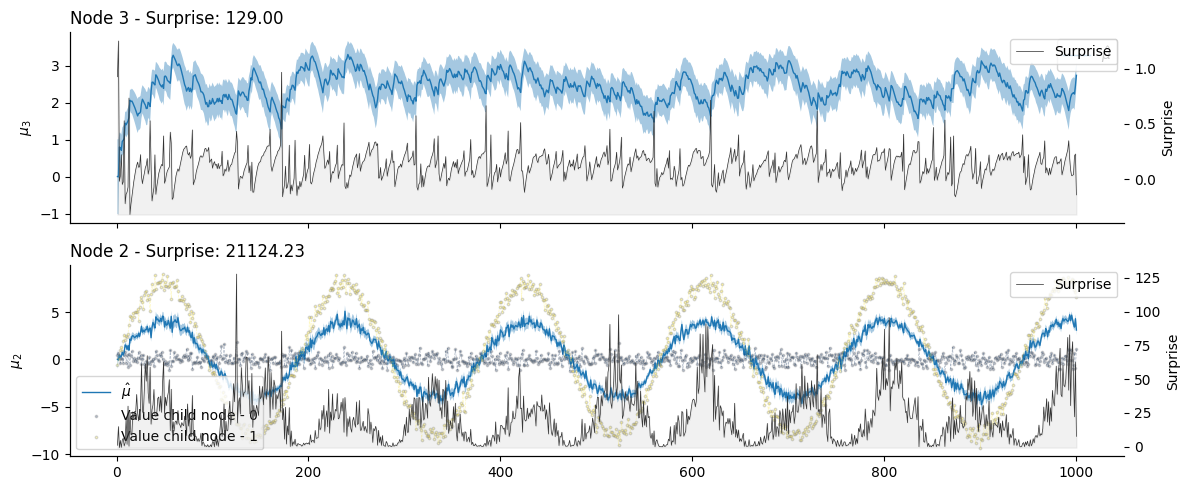 Node 3 - Surprise: 129.00
Surprise
μ₃
3
2
1
0
−1
1.0
0.5
0.0
Surprise
Node 2 - Surprise: 21124.23
Surprise
μ₂
5
0
−5
−10
125
100
75
50
25
0
Surprise
μ̂
Value child node - 0
Value child node - 1
0
200
400
600
800
1000